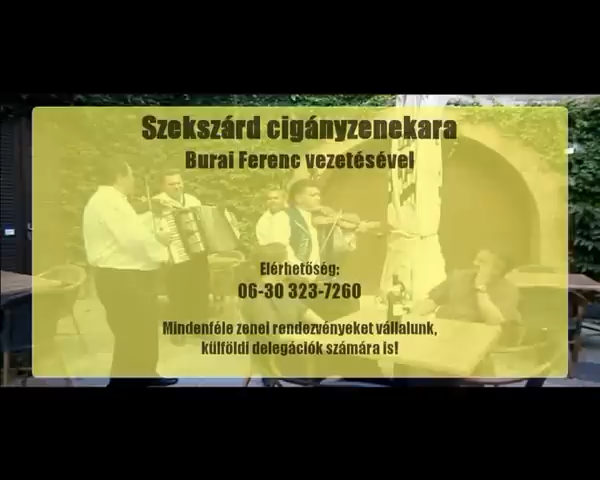 Szekszárd cigányzenekara
Burai Ferenc vezetésével
Elérhetőség:
06-30 323-7260
Mindenféle zenei rendezvényeket vállalunk,
külföldi delegációk számára is!